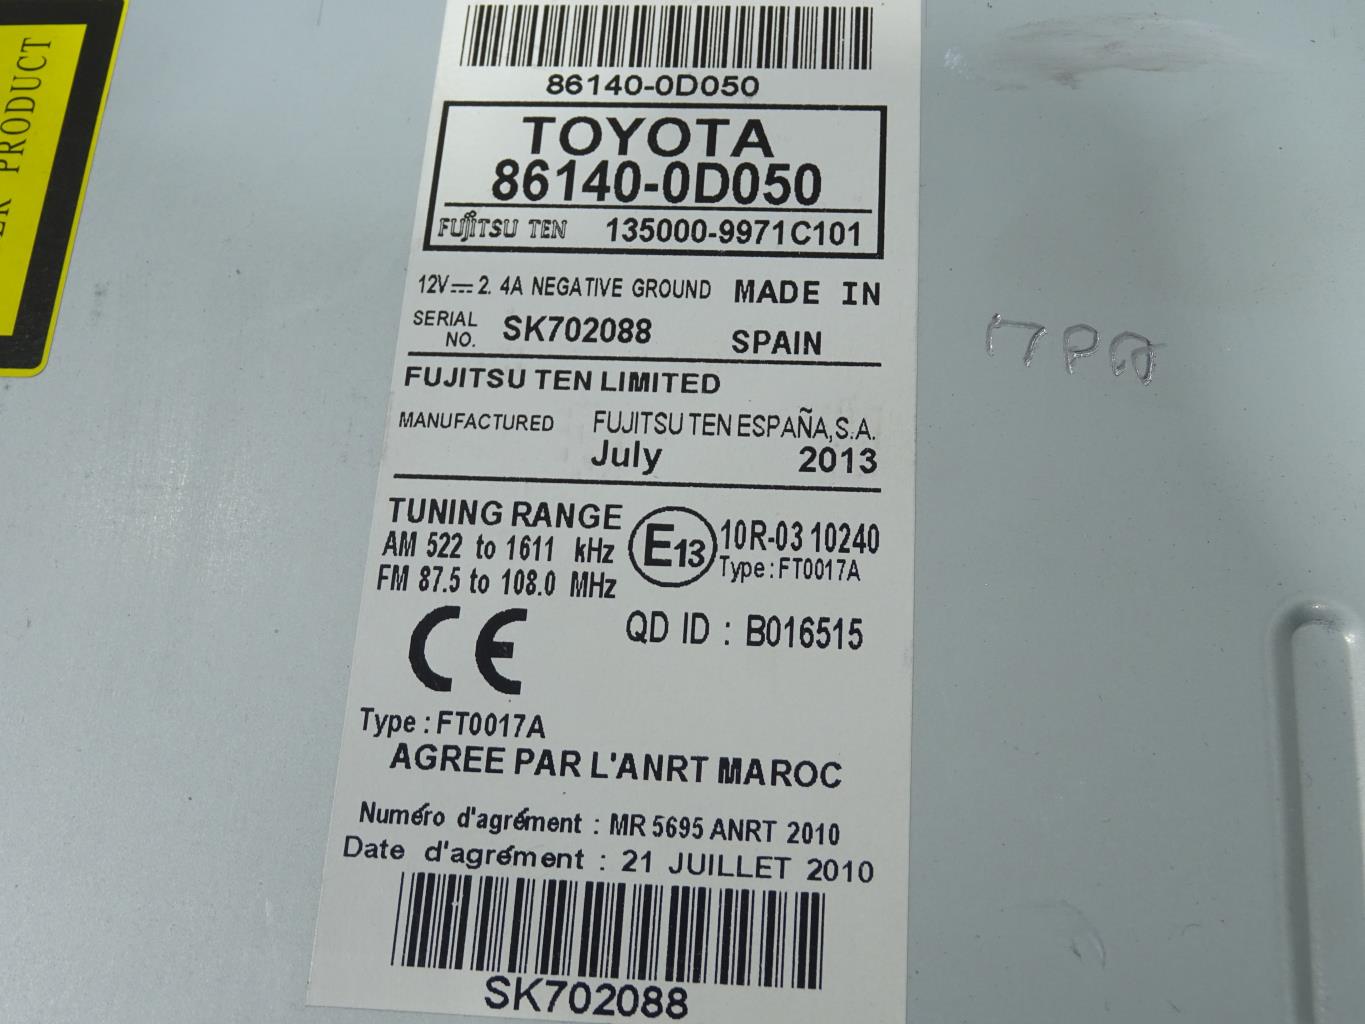 PRODUCT
86140-0D050
TOYOTA
86140-0D050
FUJITSU TEN 135000-9971C101
12V⎓2. 4A NEGATIVE GROUND MADE IN
SERIAL NO. SK702088 SPAIN
FUJITSU TEN LIMITED
MANUFACTURED FUJITSU TEN ESPAÑA,S.A.
July 2013
TUNING RANGE
AM 522 to 1611 kHz
FM 87.5 to 108.0 MHz
E13 10R-03 10240
Type:FT0017A
CE
QD ID : B016515
Type : FT0017A
AGREE PAR L'ANRT MAROC
Numéro d'agrément : MR 5695 ANRT 2010
Date d'agrément : 21 JUILLET 2010
SK702088